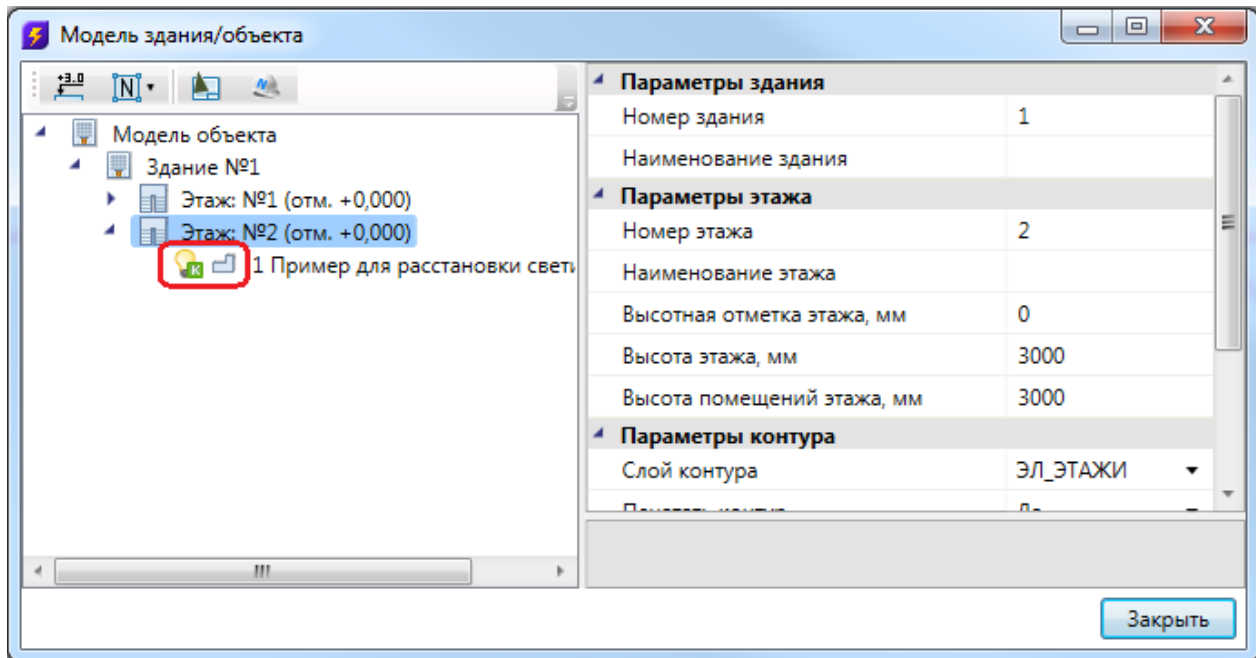 Модель здания/объекта
+3.0
N
N
Модель объекта
Здание №1
Этаж: №1 (отм. +0,000)
Этаж: №2 (отм. +0,000)
К
1 Пример для расстановки свети
Параметры здания
Номер здания 1
Наименование здания
Параметры этажа
Номер этажа 2
Наименование этажа
Высотная отметка этажа, мм 0
Высота этажа, мм 3000
Высота помещений этажа, мм 3000
Параметры контура
Слой контура ЭЛ_ЭТАЖИ
Закрыть